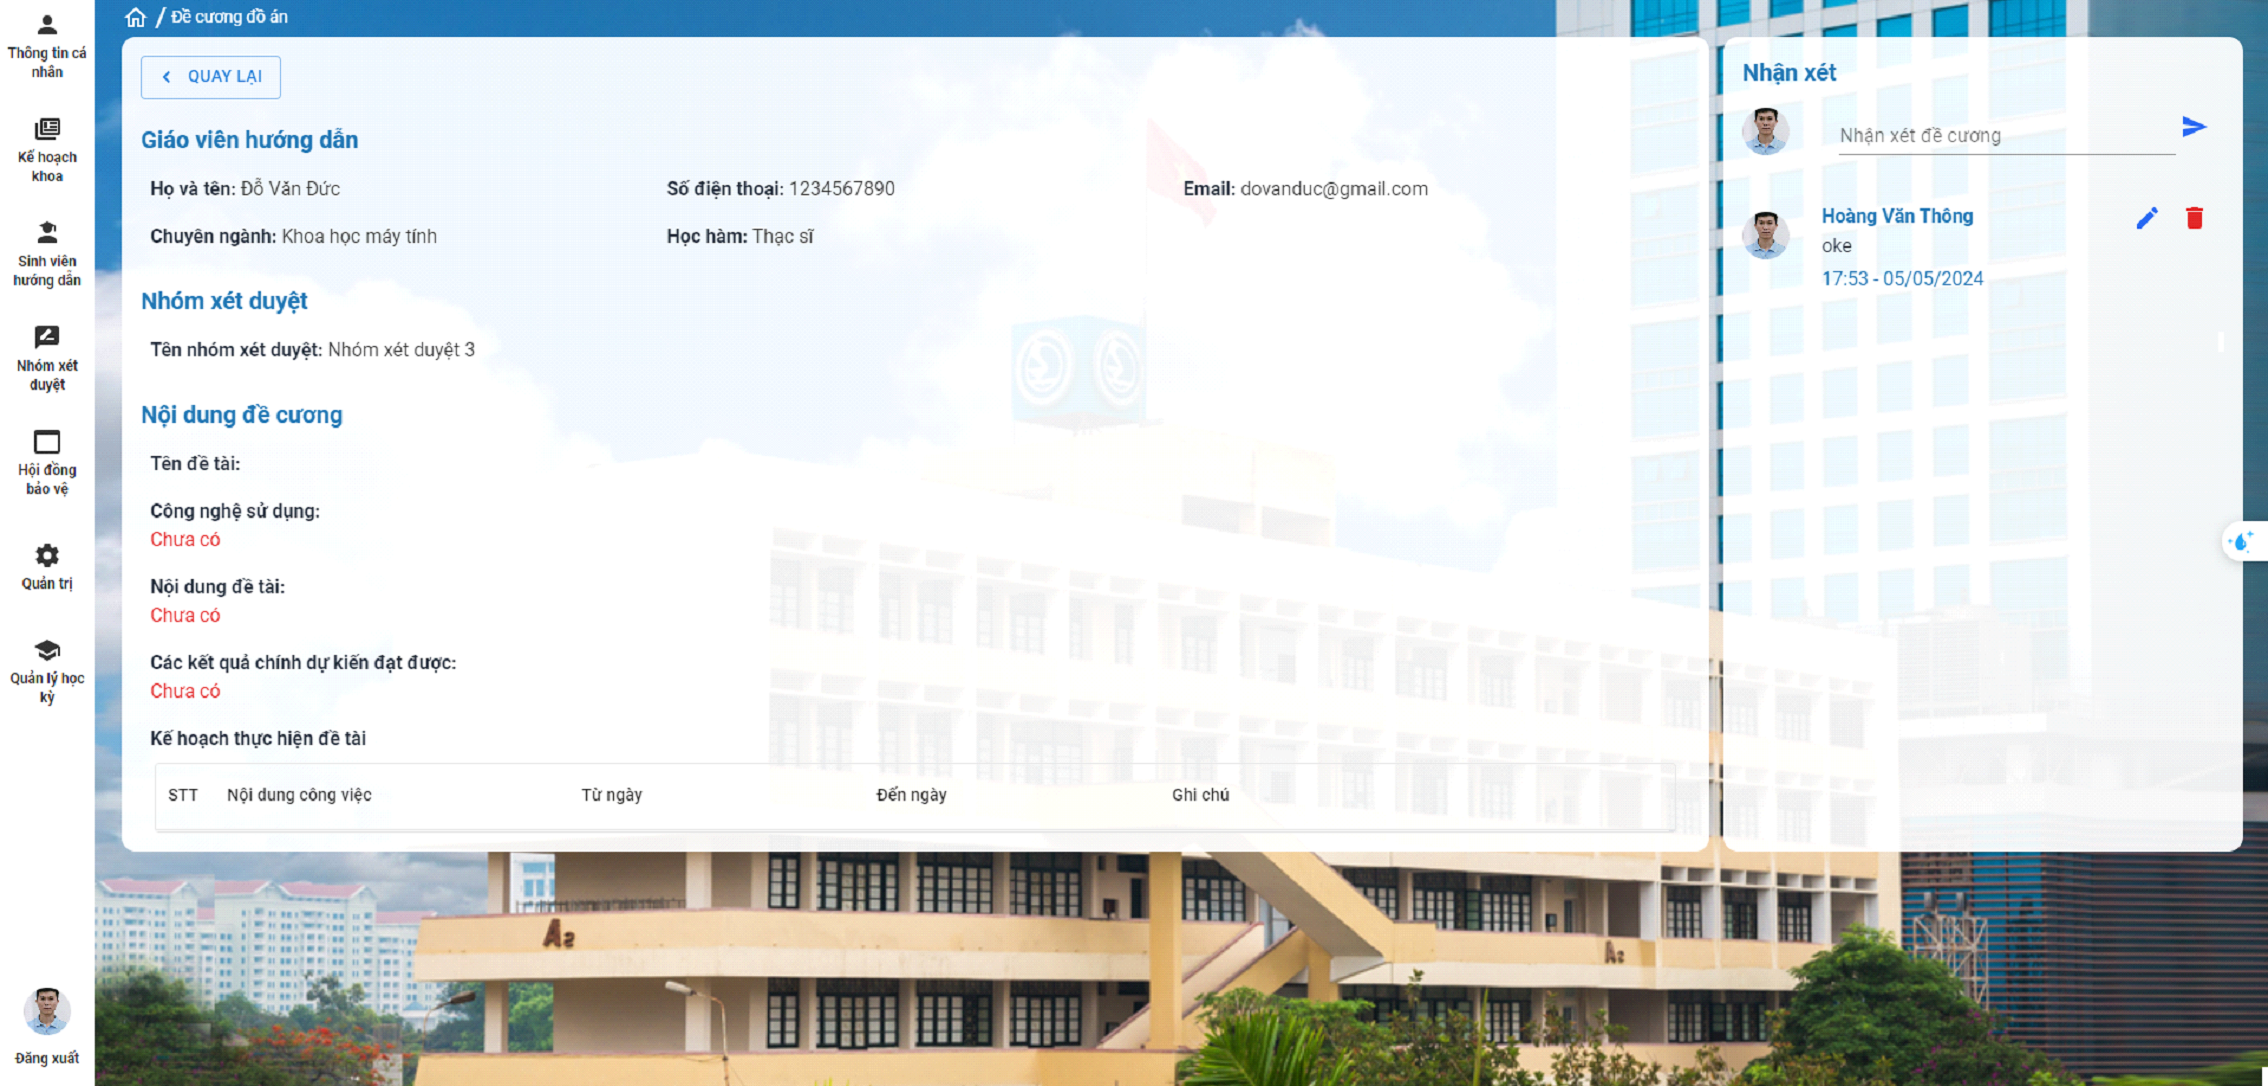 Thông tin cá
nhân
Kế hoạch
khoa
Sinh viên
hướng dẫn
Nhóm xét
duyệt
Hội đồng
bảo vệ
Quản trị
Quản lý học
kỳ
Đăng xuất
/ Đề cương đồ án
QUAY LẠI
Giáo viên hướng dẫn
Họ và tên: Đỗ Văn Đức
Số điện thoại: 1234567890
Email: dovanduc@gmail.com
Chuyên ngành: Khoa học máy tính
Học hàm: Thạc sĩ
Nhóm xét duyệt
Tên nhóm xét duyệt: Nhóm xét duyệt 3
Nội dung đề cương
Tên đề tài:
Công nghệ sử dụng:
Chưa có
Nội dung đề tài:
Chưa có
Các kết quả chính dự kiến đạt được:
Chưa có
Kế hoạch thực hiện đề tài
STT Nội dung công việc Từ ngày Đến ngày Ghi chú
Nhận xét
Nhận xét đề cương
Hoàng Văn Thông
oke
17:53 - 05/05/2024
A2
A2